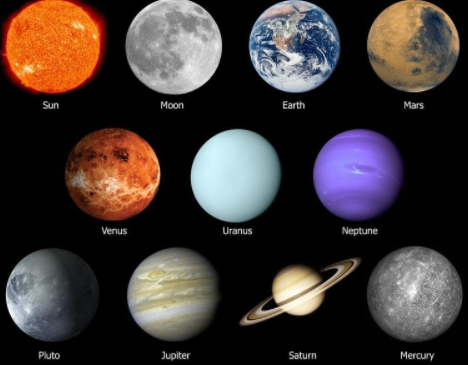 Sun Moon Earth Mars
Venus Uranus Neptune
Pluto Jupiter Saturn Mercury